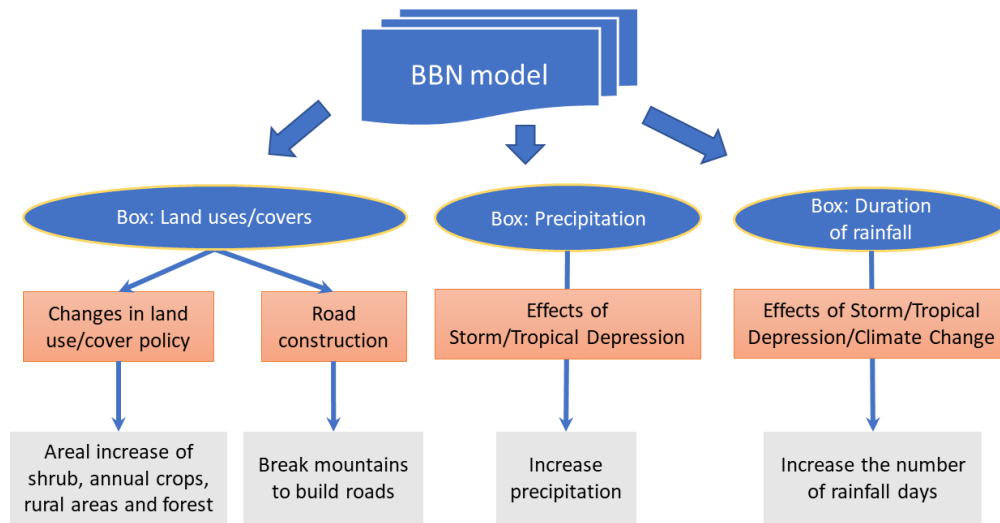 BBN model
Box: Land uses/covers
Box: Precipitation
Box: Duration
of rainfall
Changes in land
use/cover policy
Road
construction
Effects of
Storm/Tropical Depression
Effects of Storm/Tropical
Depression/Climate Change
Areal increase of
shrub, annual crops,
rural areas and forest
Break mountains
to build roads
Increase
precipitation
Increase the number
of rainfall days